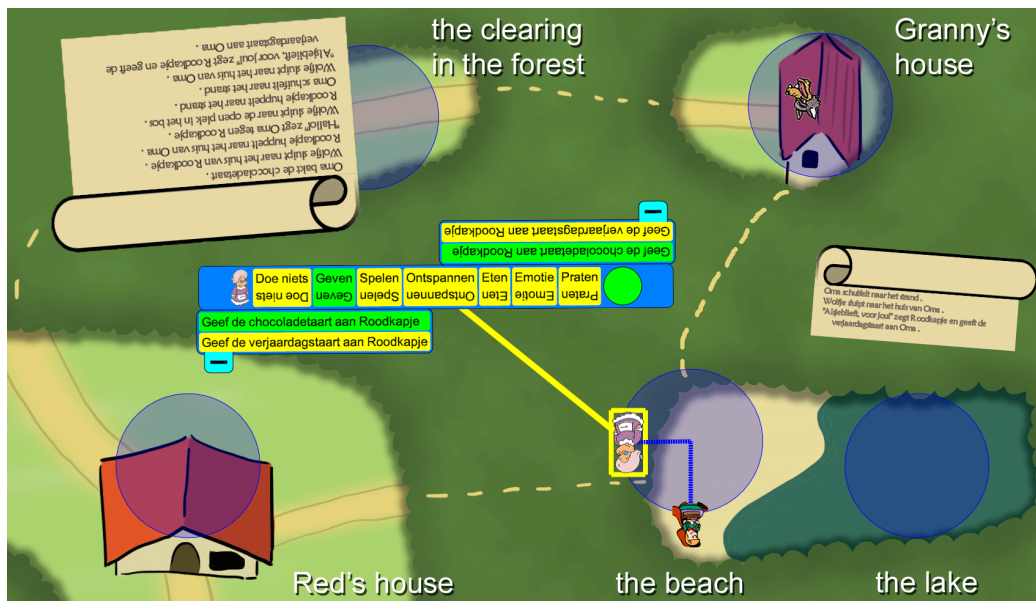 the clearing
in the forest
Granny's
house
Oma bakt de chocoladetaart .
Wolfje sluipt naar het huis van Roodkapje .
Roodkapje huppelt naar het huis van Oma .
"Hallo!" zegt Oma tegen Roodkapje .
Wolfje sluipt naar de open plek in het bos .
Roodkapje huppelt naar het strand .
Oma schuifelt naar het strand .
Wolfje sluipt naar het huis van Oma .
"Alsjeblieft, voor jou!" zegt Roodkapje en geeft de
verjaardagstaart aan Oma .
Geef de chocoladetaart aan Roodkapje
Geef de verjaardagstaart aan Roodkapje
Doe niets Geven Spelen Ontspannen Eten Emotie Praten
Doe niets Geven Spelen Ontspannen Eten Emotie Praten
Geef de chocoladetaart aan Roodkapje
Geef de verjaardagstaart aan Roodkapje
Oma schuifelt naar het strand .
Wolfje sluipt naar het huis van Oma .
"Alsjeblieft, voor jou!" zegt Roodkapje en geeft de
verjaardagstaart aan Oma .
Red's house
the beach
the lake